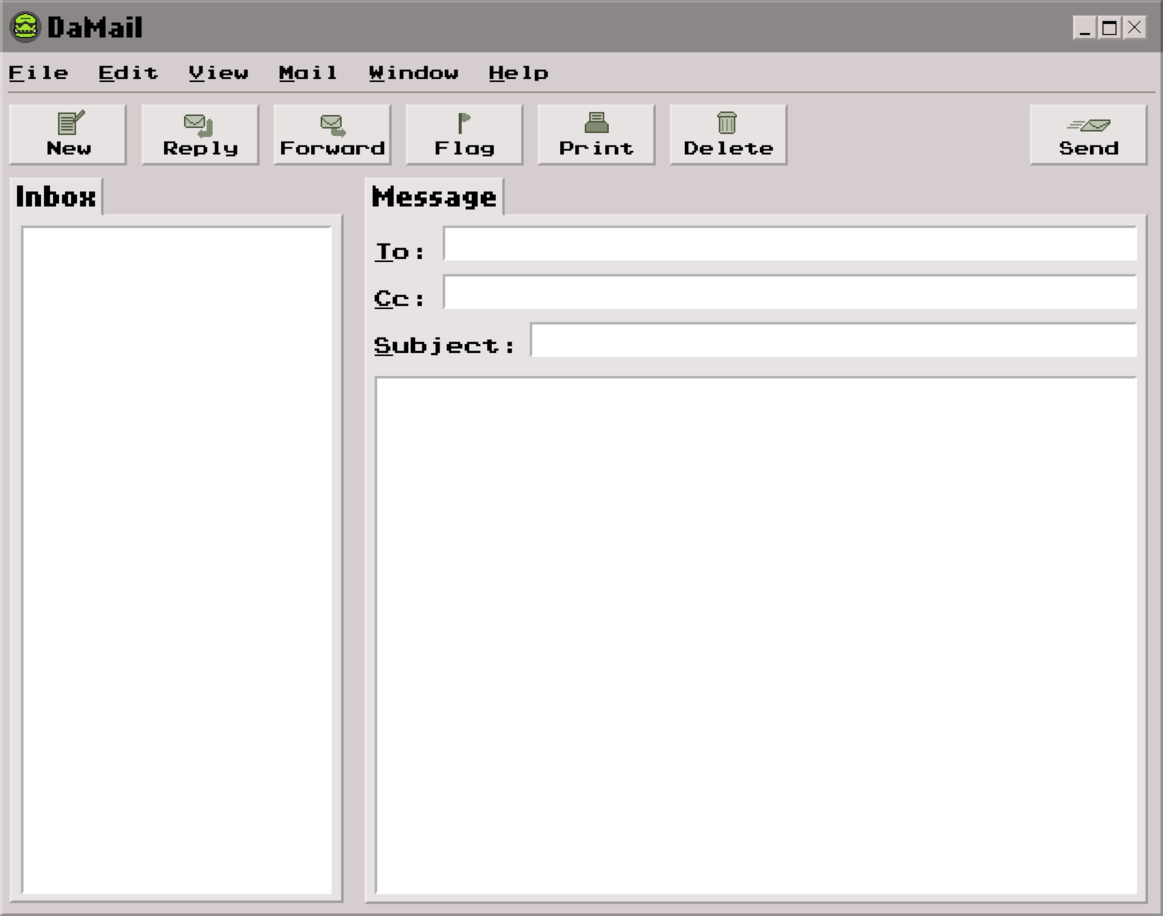 DaMail
File Edit View Mail Window Help
New Reply Forward Flag Print Delete Send
Inbox
Message
To:
Cc:
Subject: